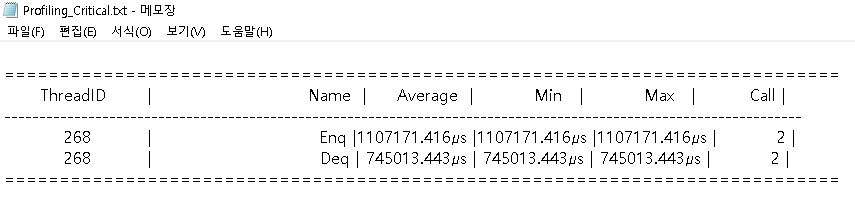 Profiling_Critical.txt - 메모장
파일(F) 편집(E) 서식(O) 보기(V) 도움말(H)
================================================================================
ThreadID | Name | Average | Min | Max | Call |
--------------------------------------------------------------------------------
268 | Enq |1107171.416µs |1107171.416µs |1107171.416µs | 2 |
268 | Deq | 745013.443µs | 745013.443µs | 745013.443µs | 2 |
================================================================================